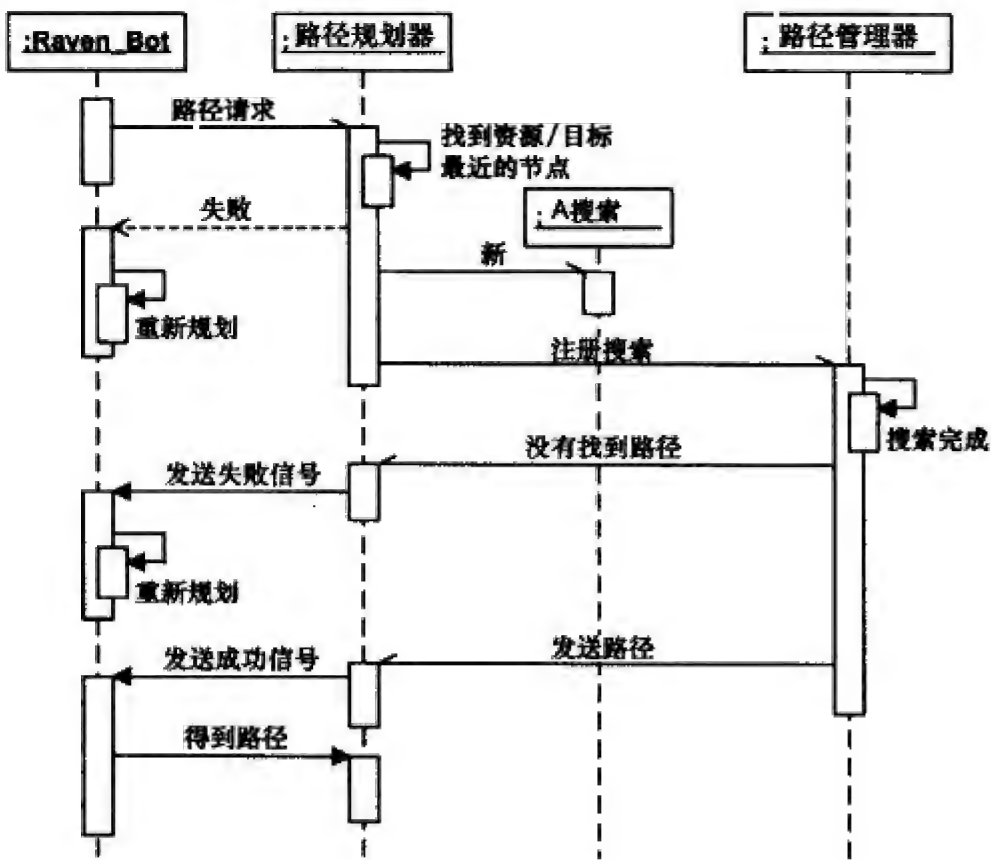 :Raven_Bot
:路径规划器
:路径管理器
路径请求
找到资源/目标
最近的节点
:A搜索
失败
新
重新规划
注册搜索
搜索完成
没有找到路径
发送失败信号
重新规划
发送路径
发送成功信号
得到路径